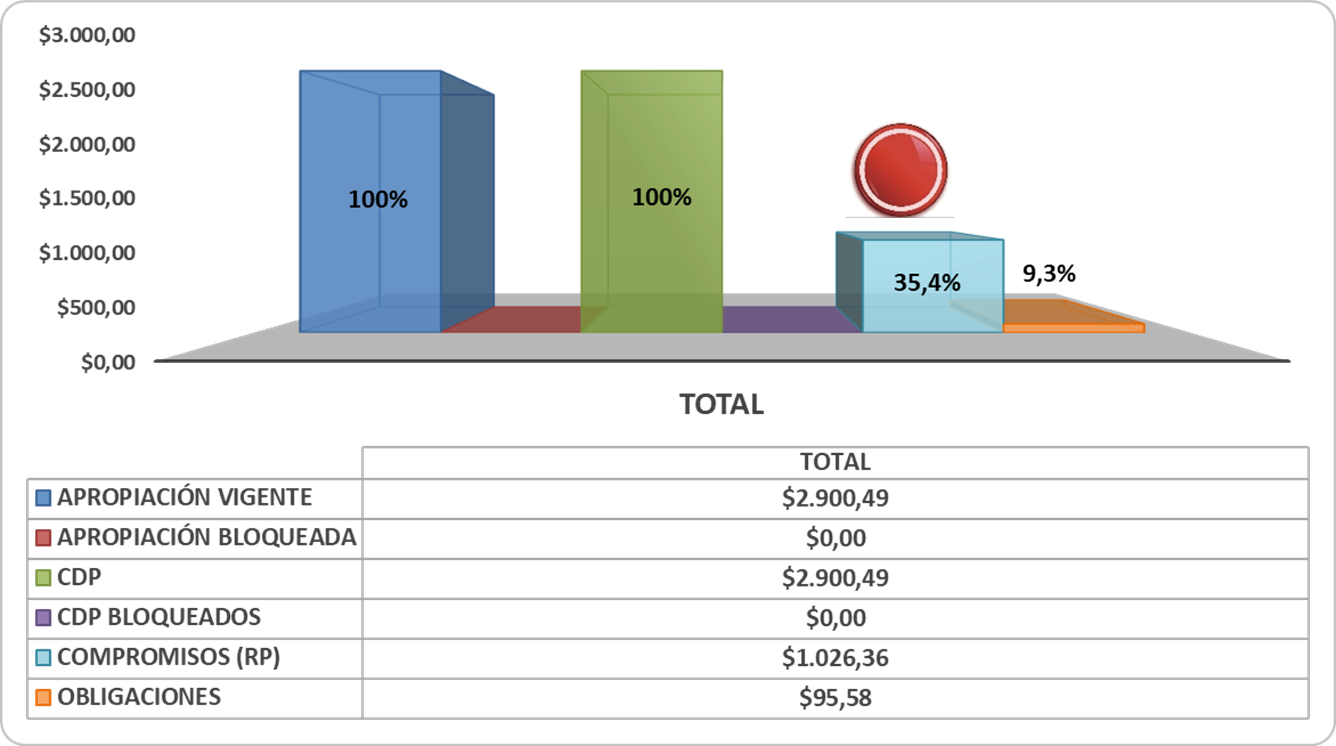 $3.000,00
$2.500,00
$2.000,00
$1.500,00
$1.000,00
$500,00
$0,00
100%
100%
35,4%
9,3%
TOTAL
TOTAL
APROPIACIÓN VIGENTE $2.900,49
APROPIACIÓN BLOQUEADA $0,00
CDP $2.900,49
CDP BLOQUEADOS $0,00
COMPROMISOS (RP) $1.026,36
OBLIGACIONES $95,58